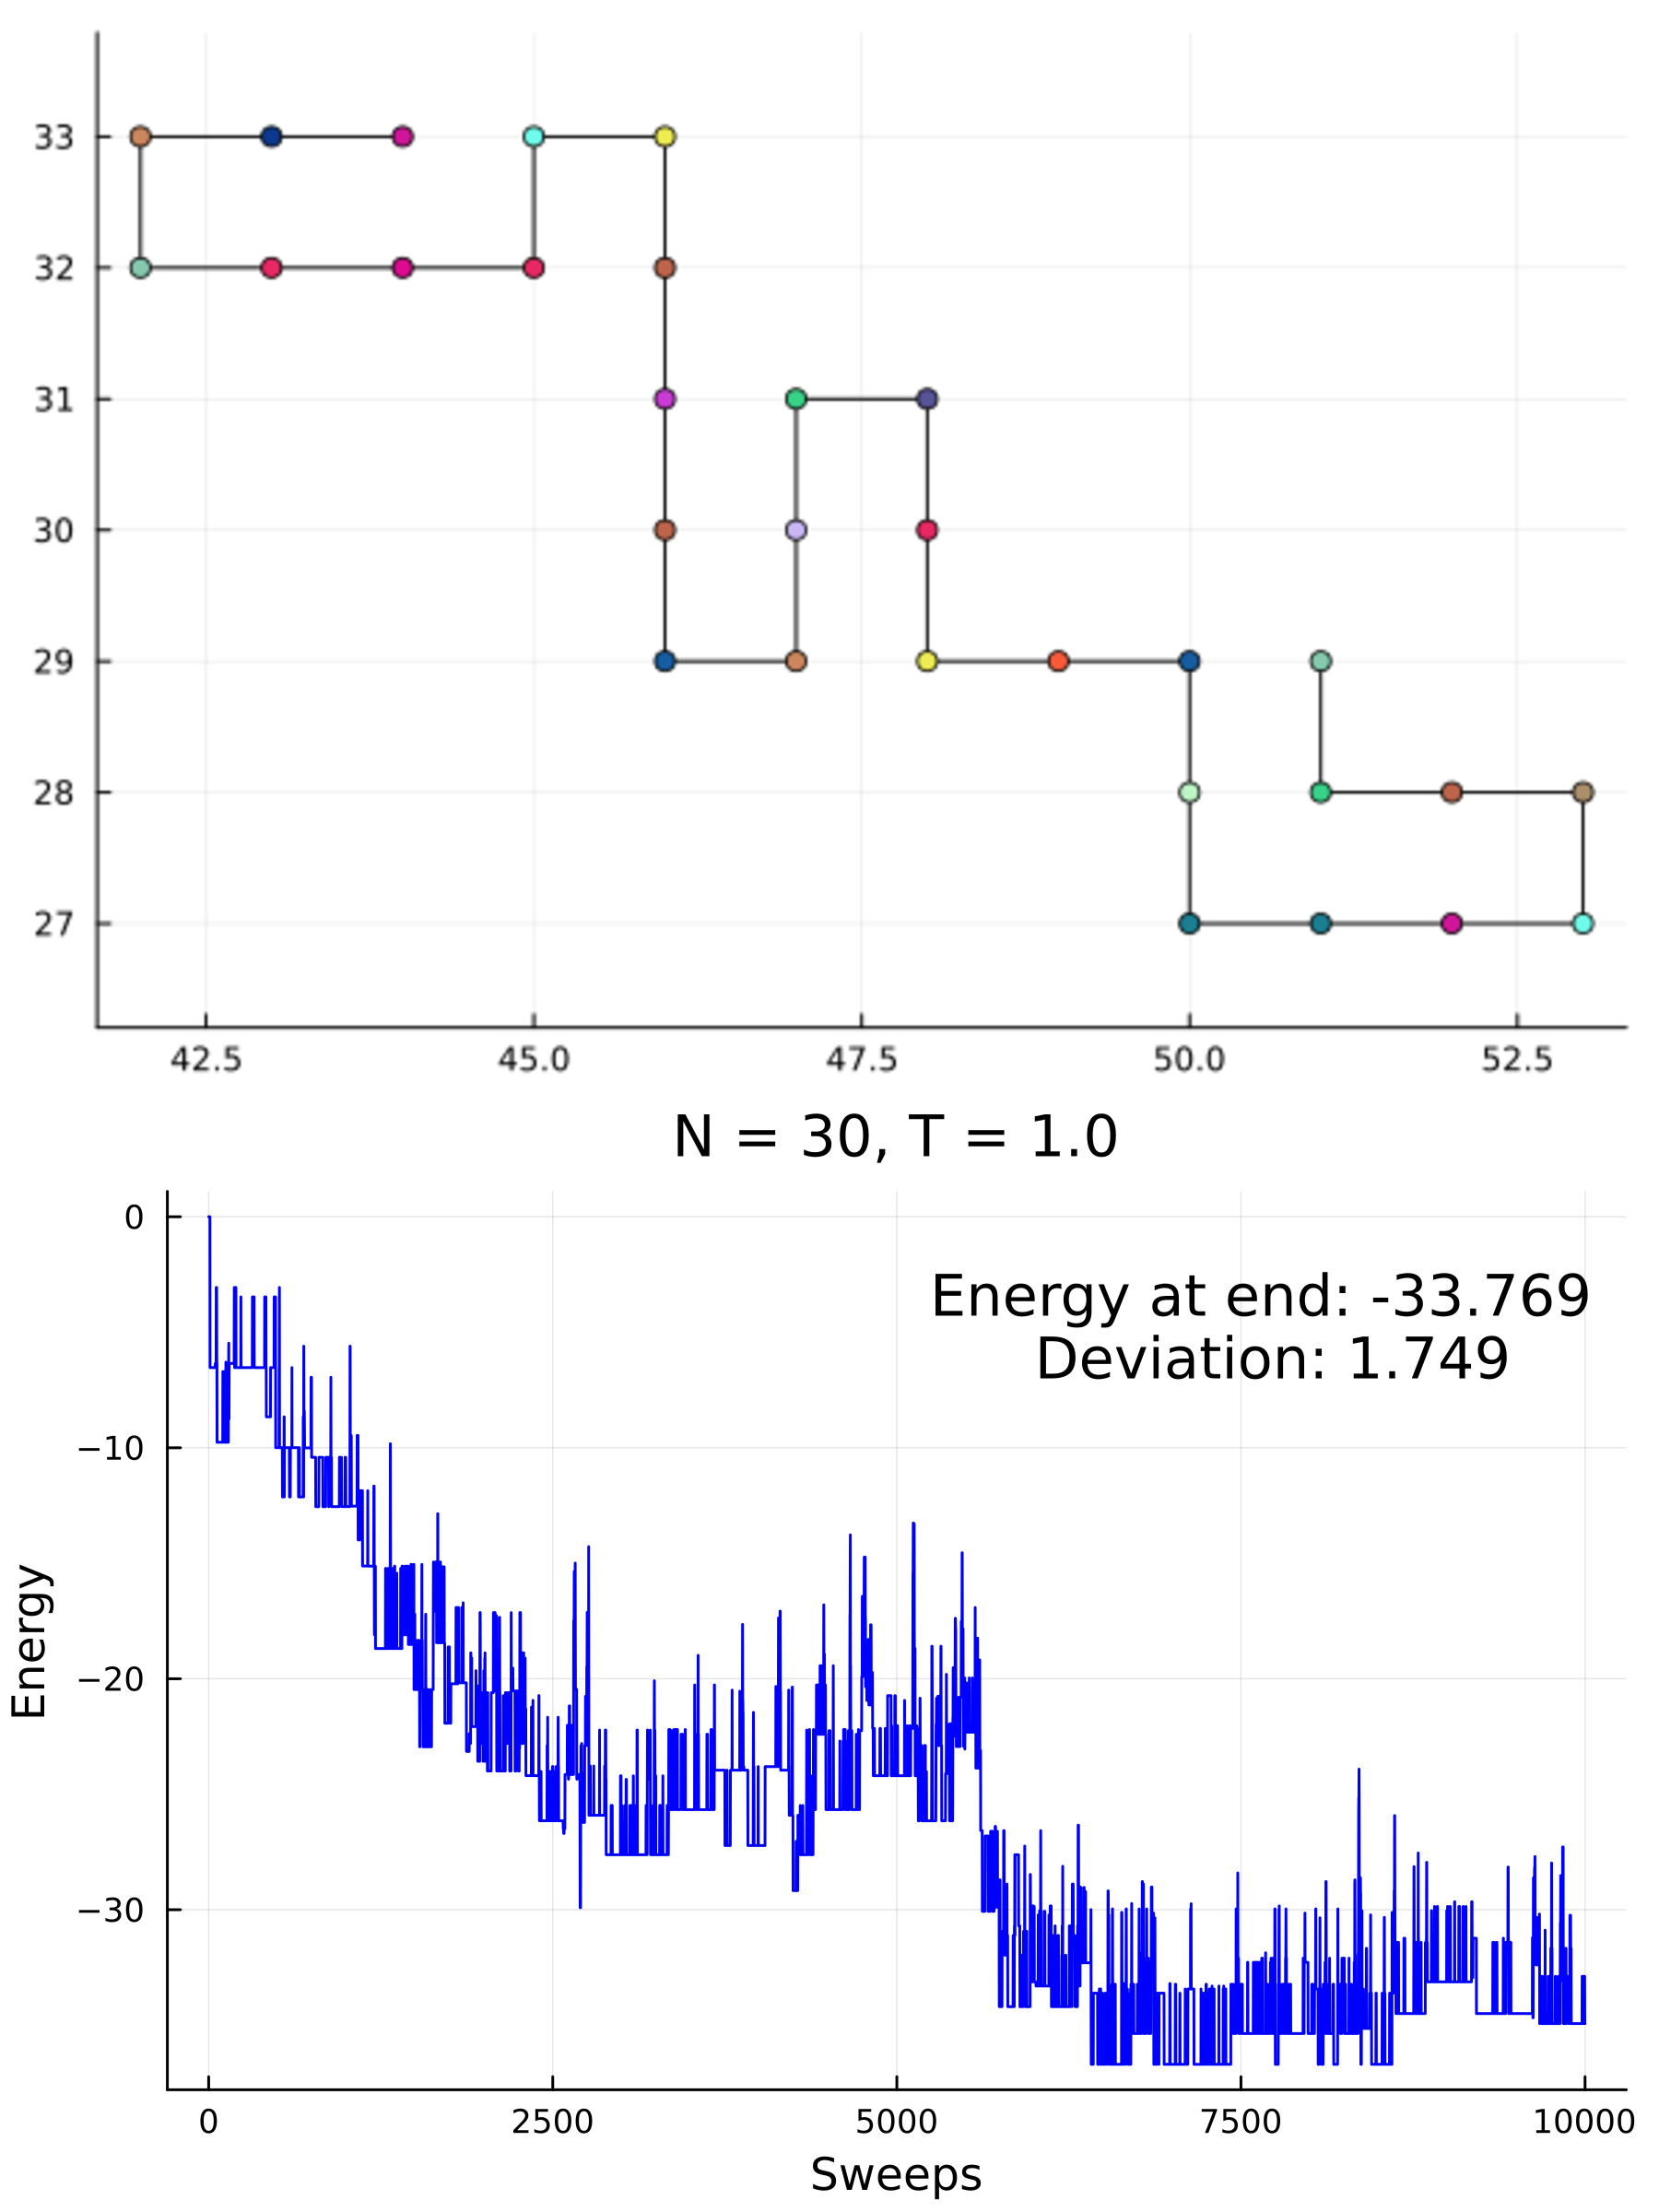 33
32
31
30
29
28
27
42.5 45.0 47.5 50.0 52.5
N = 30, T = 1.0
Energy at end: -33.769
Deviation: 1.749
0
−10
−20
−30
Energy
0 2500 5000 7500 10000
Sweeps